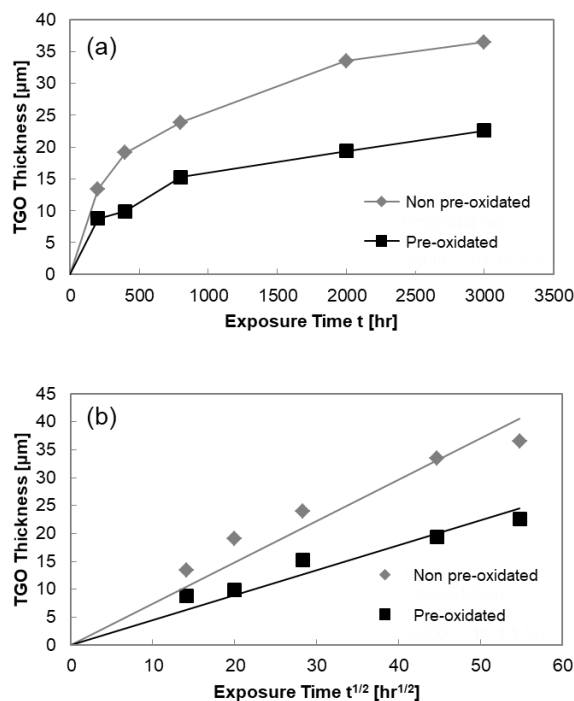 (a)
TGO Thickness [µm]
40
35
30
25
20
15
10
5
0
Non pre-oxidated
Pre-oxidated
0 500 1000 1500 2000 2500 3000 3500
Exposure Time t [hr]
(b)
TGO Thickness [µm]
45
40
35
30
25
20
15
10
5
0
Non pre-oxidated
Pre-oxidated
0 10 20 30 40 50 60
Exposure Time t^1/2 [hr^1/2]